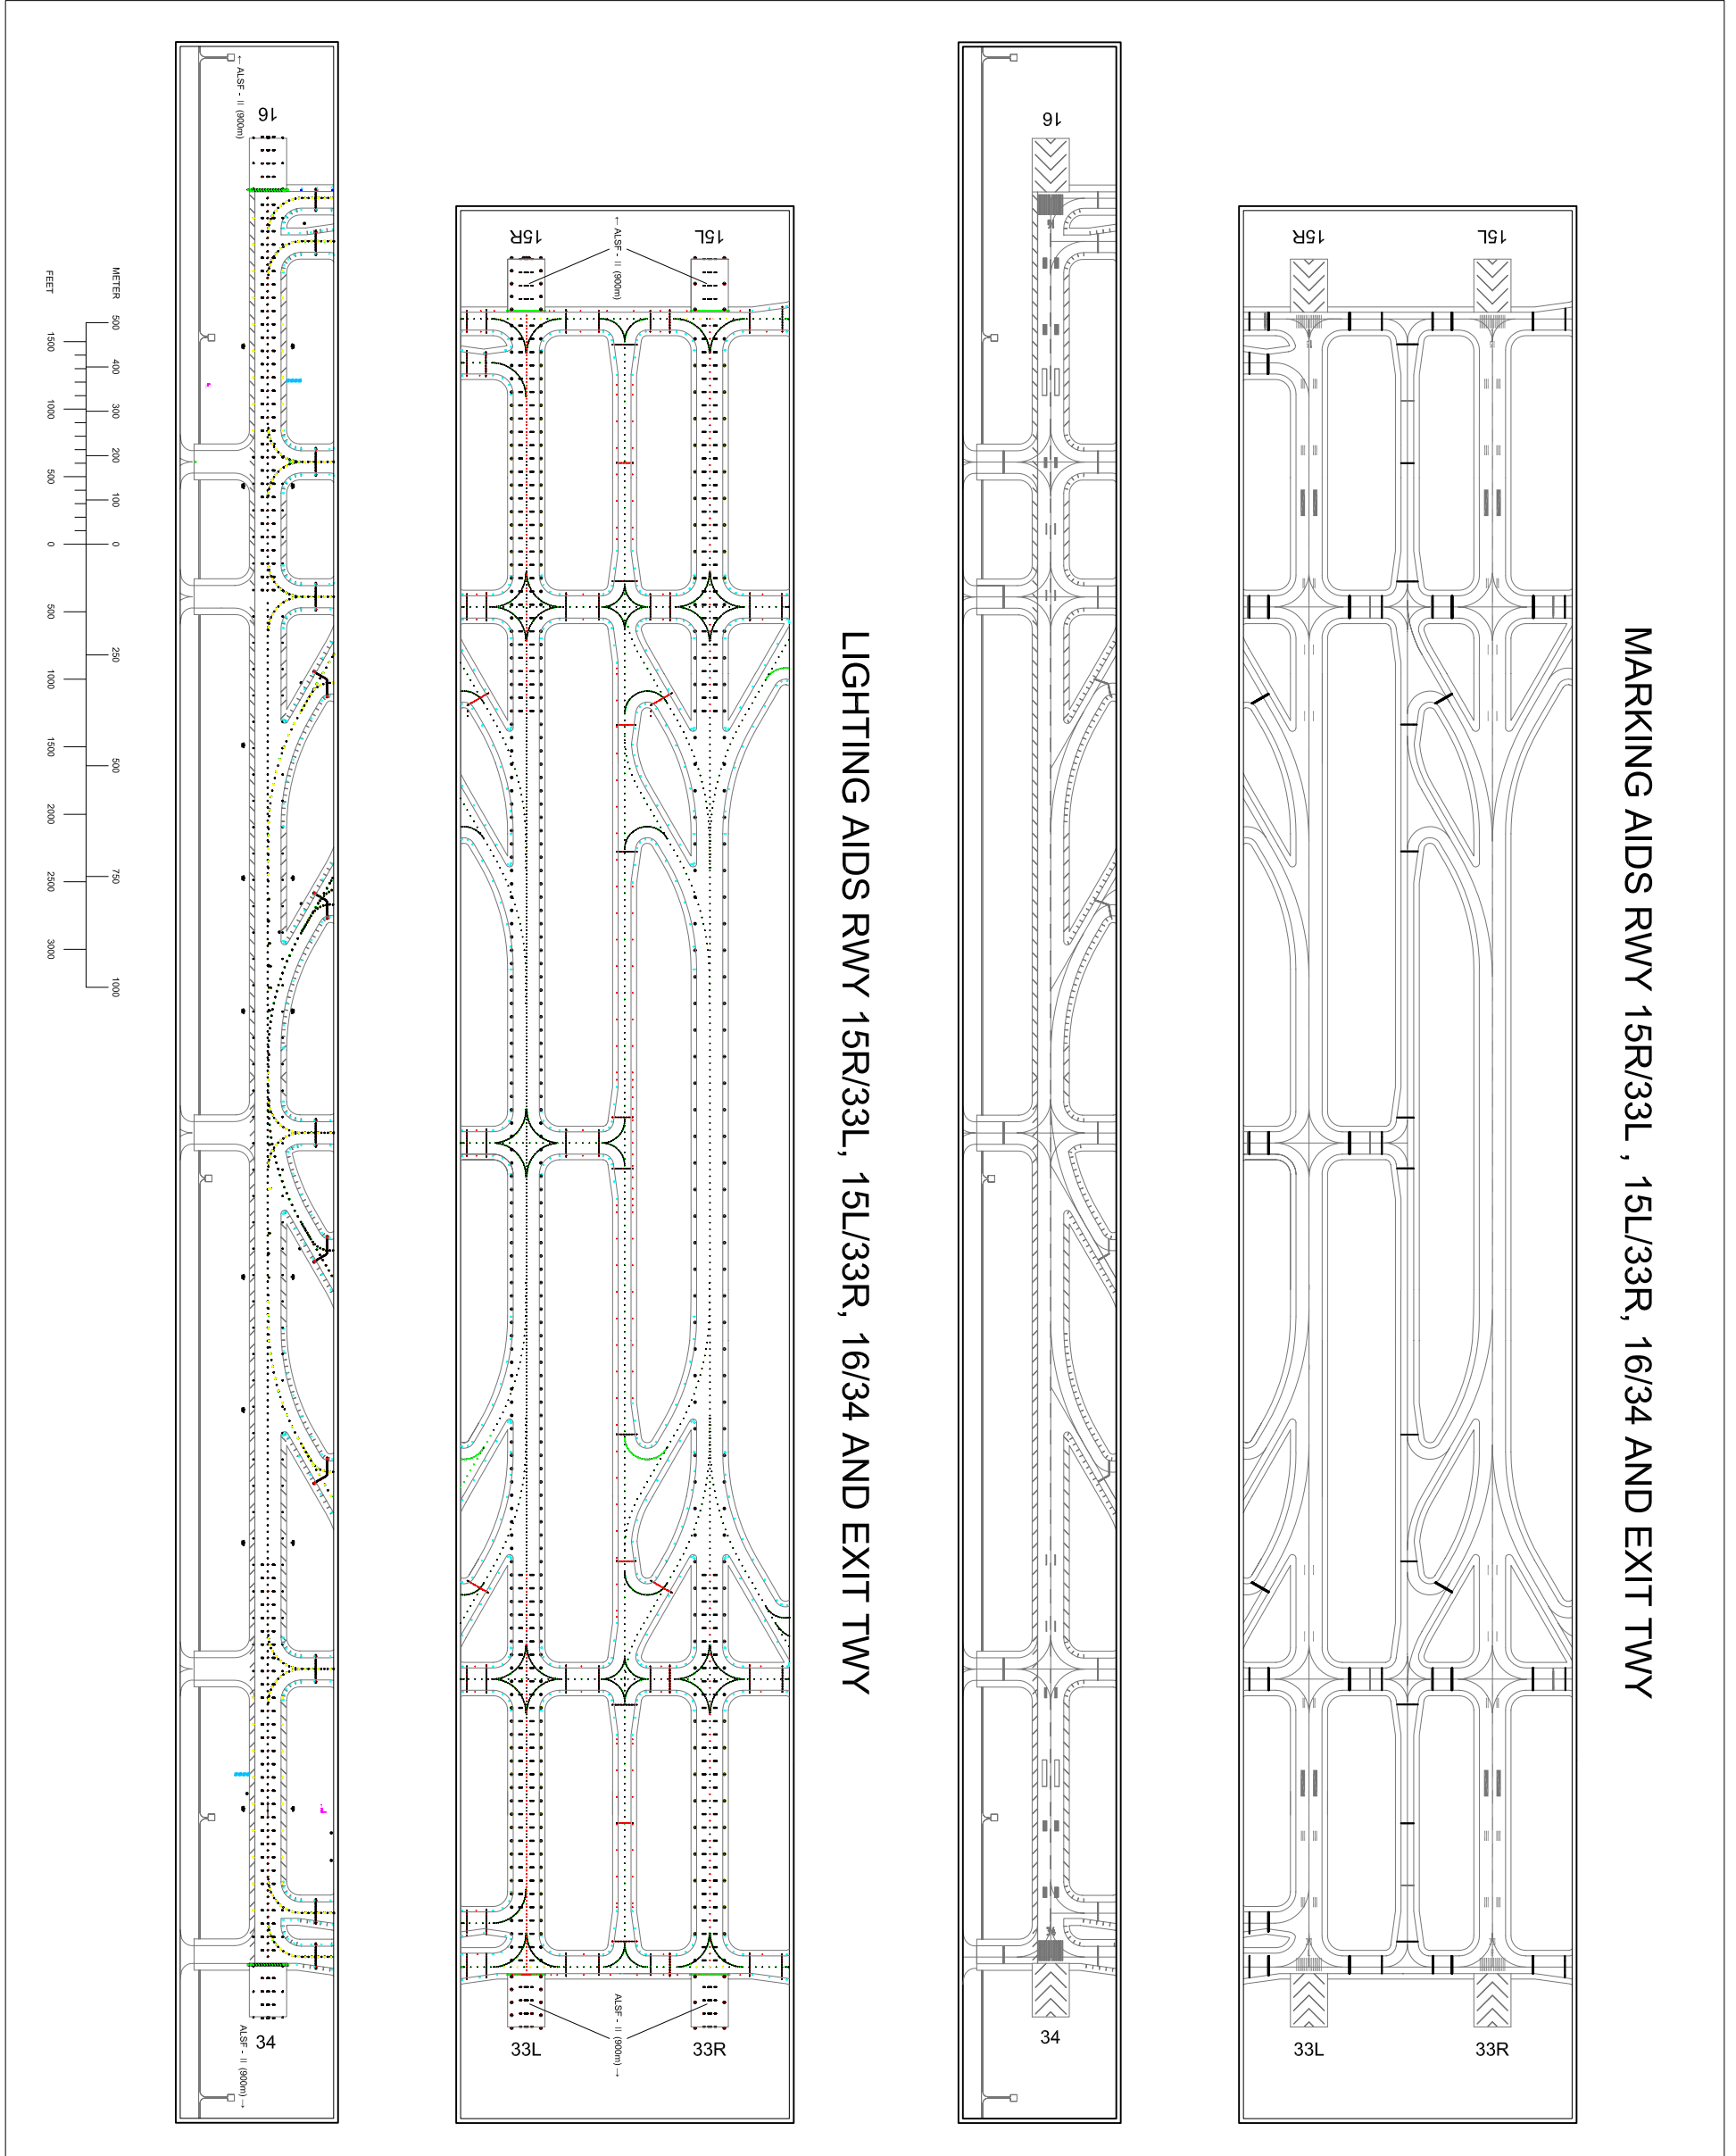 MARKING AIDS RWY 15R/33L , 15L/33R, 16/34 AND EXIT TWY
15L
15R
33R
33L
16
34
LIGHTING AIDS RWY 15R/33L, 15L/33R, 16/34 AND EXIT TWY
15L
← ALSF - II (900m)
15R
33R
ALSF - II (900m) →
33L
16
← ALSF - II (900m)
34
ALSF - II (900m) →
METER 500 400 300 200 100 0 250 500 750 1000
FEET 1500 1000 500 0 500 1000 1500 2000 2500 3000